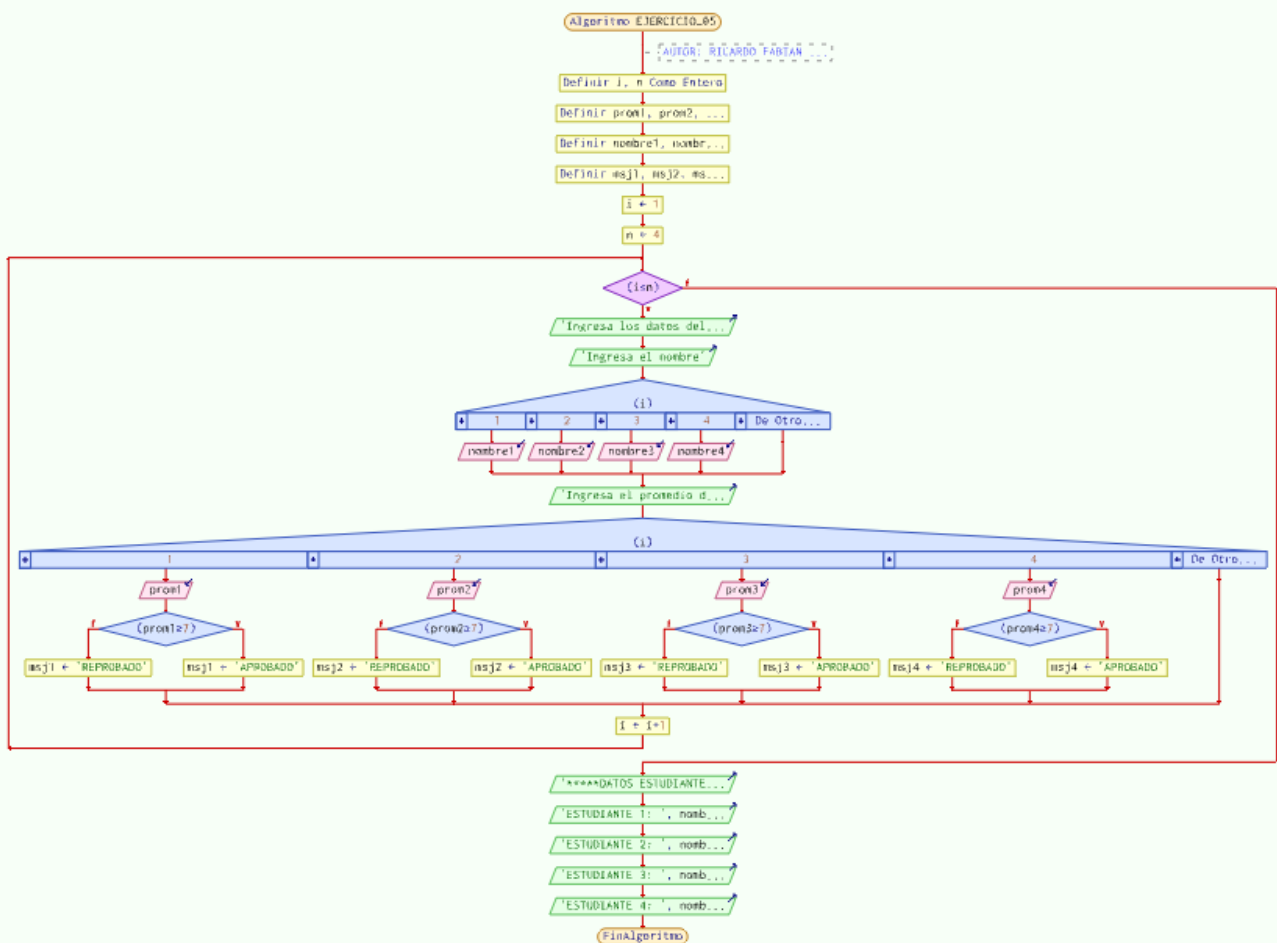 Algoritmo EJERCICIO_05
AUTOR: RICARDO FABIAN ...
Definir i, n Como Entero
Definir prom1, prom2, ...
Definir nombre1, nombr...
Definir msj1, msj2, ms...
i ← 1
n ← 4
(i≤n)
F
V
'Ingresa los datos del...
'Ingresa el nombre'
(i)
1 2 3 4 De Otro...
nombre1 nombre2 nombre3 nombre4
'Ingresa el promedio d...
(i)
1 2 3 4 De Otro...
prom1 prom2 prom3 prom4
F (prom1≥7) V F (prom2≥7) V F (prom3≥7) V F (prom4≥7) V
msj1 ← 'REPROBADO' msj1 ← 'APROBADO' msj2 ← 'REPROBADO' msj2 ← 'APROBADO' msj3 ← 'REPROBADO' msj3 ← 'APROBADO' msj4 ← 'REPROBADO' msj4 ← 'APROBADO'
i ← i+1
'*****DATOS ESTUDIANTE...
'ESTUDIANTE 1: ', nomb...
'ESTUDIANTE 2: ', nomb...
'ESTUDIANTE 3: ', nomb...
'ESTUDIANTE 4: ', nomb...
FinAlgoritmo